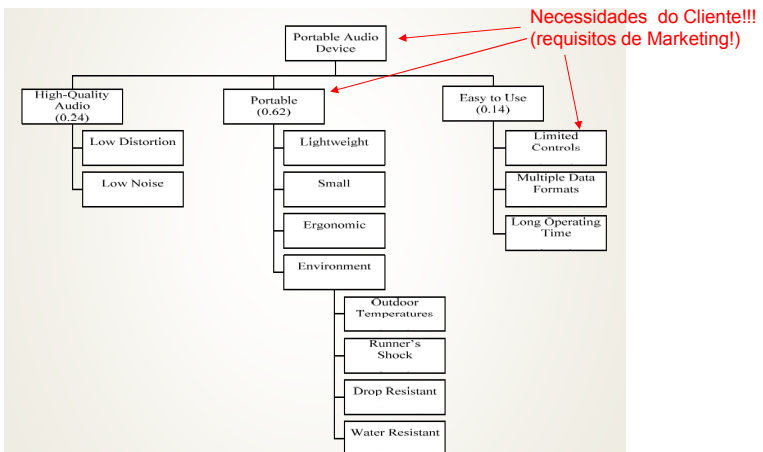 Necessidades do Cliente!!!
(requisitos de Marketing!)
Portable Audio
Device
High-Quality
Audio
(0.24)
Low Distortion
Low Noise
Portable
(0.62)
Lightweight
Small
Ergonomic
Environment
Outdoor
Temperatures
Runner's
Shock
Drop Resistant
Water Resistant
Easy to Use
(0.14)
Limited
Controls
Multiple Data
Formats
Long Operating
Time